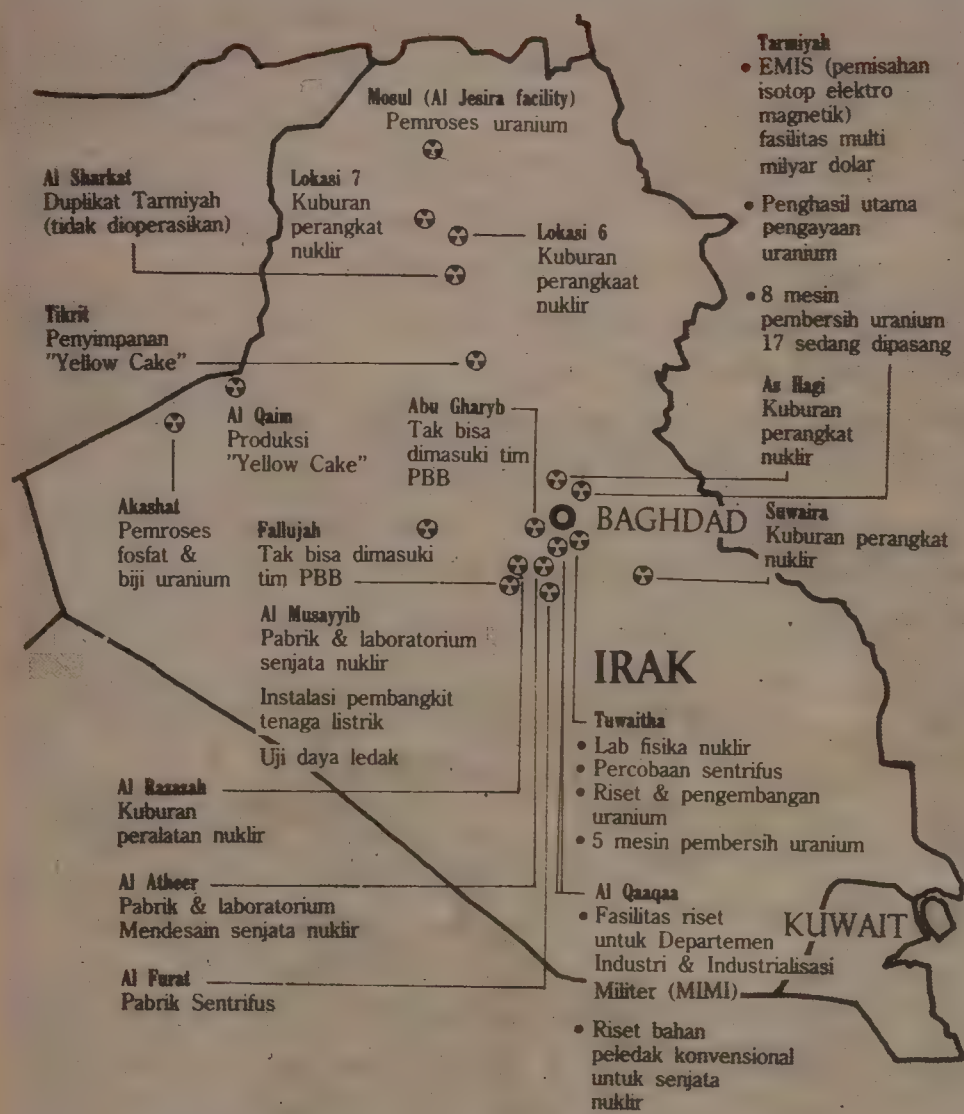 Tarmiyah
• EMIS (pemisahan
isotop elektro
magnetik)
fasilitas multi
milyar dolar
• Penghasil utama
pengayaan
uranium
• 8 mesin
pembersih uranium
17 sedang dipasang
Mosul (Al Jesira facility)
Pemroses uranium
Al Sharkat
Duplikat Tarmiyah
(tidak dioperasikan)
Lokasi 7
Kuburan
perangkat
nuklir
Lokasi 6
Kuburan
perangkaat
nuklir
Tikrit
Penyimpanan
"Yellow Cake"
Al Qaim
Produksi
"Yellow Cake"
Abu Gharyb
Tak bisa
dimasuki tim
PBB
As Hagi
Kuburan
perangkat
nuklir
Akashat
Pemroses
fosfat &
biji uranium
Fallujah
Tak bisa dimasuki
tim PBB
BAGHDAD
Suwaira
Kuburan perangkat
nuklir
Al Musayyib
Pabrik & laboratorium
senjata nuklir
Instalasi pembangkit
tenaga listrik
Uji daya ledak
IRAK
Tuwaitha
• Lab fisika nuklir
• Percobaan sentrifus
• Riset & pengembangan
uranium
• 5 mesin pembersih uranium
Al Razazah
Kuburan
peralatan nuklir
Al Atheer
Pabrik & laboratorium
Mendesain senjata nuklir
Al Furat
Pabrik Sentrifus
Al Qaaqaa
• Fasilitas riset
untuk Departemen
Industri & Industrialisasi
Militer (MIMI)
• Riset bahan
peledak konvensional
untuk senjata
nuklir
KUWAIT